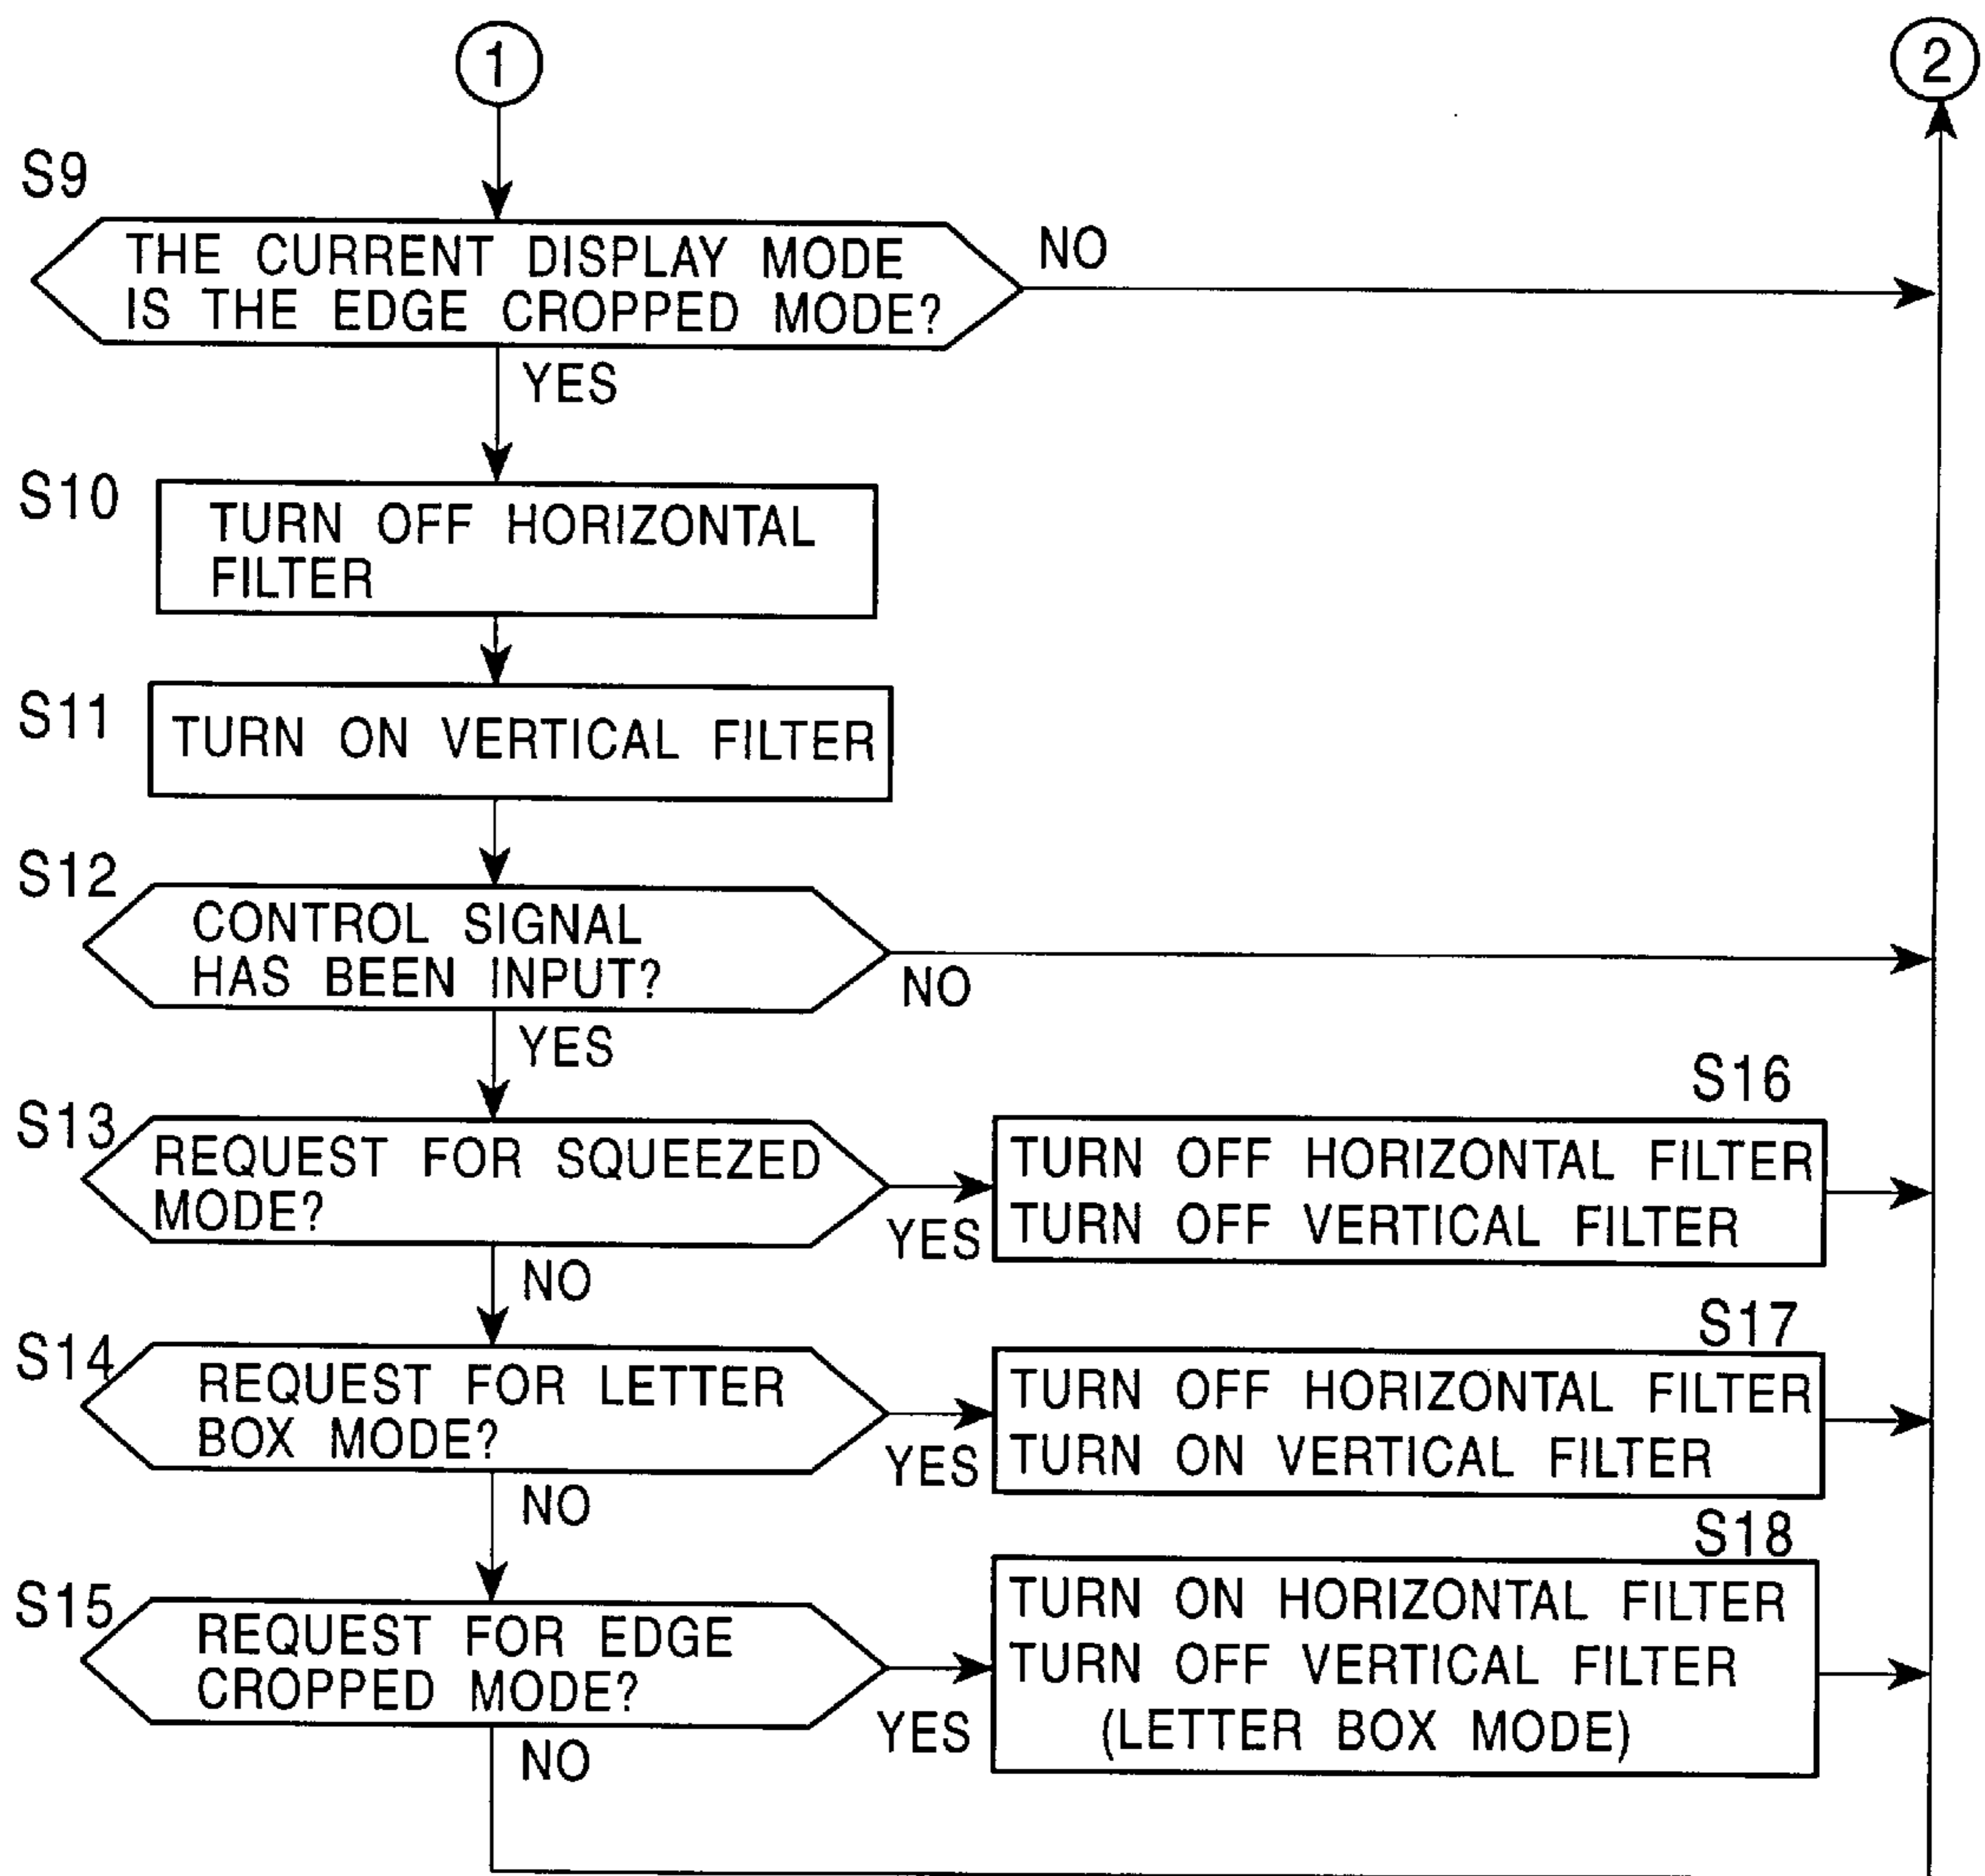 1
2
S9
THE CURRENT DISPLAY MODE
IS THE EDGE CROPPED MODE?
NO
YES
S10
TURN OFF HORIZONTAL
FILTER
S11
TURN ON VERTICAL FILTER
S12
CONTROL SIGNAL
HAS BEEN INPUT?
NO
YES
S13
REQUEST FOR SQUEEZED
MODE?
YES
NO
S16
TURN OFF HORIZONTAL FILTER
TURN OFF VERTICAL FILTER
S14
REQUEST FOR LETTER
BOX MODE?
YES
NO
S17
TURN OFF HORIZONTAL FILTER
TURN ON VERTICAL FILTER
S15
REQUEST FOR EDGE
CROPPED MODE?
YES
NO
S18
TURN ON HORIZONTAL FILTER
TURN OFF VERTICAL FILTER
(LETTER BOX MODE)